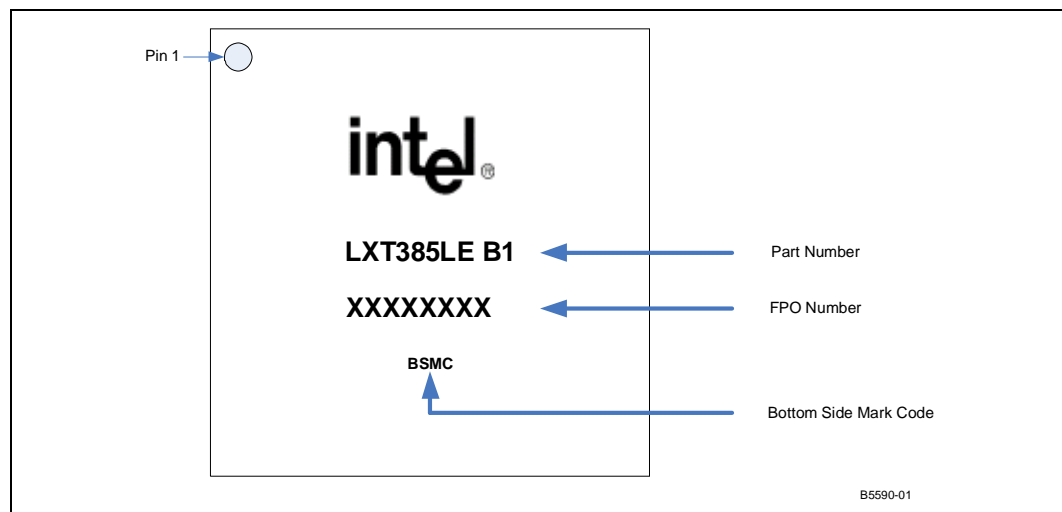 Pin 1
intel®
LXT385LE B1
Part Number
XXXXXXXX
FPO Number
BSMC
Bottom Side Mark Code
B5590-01